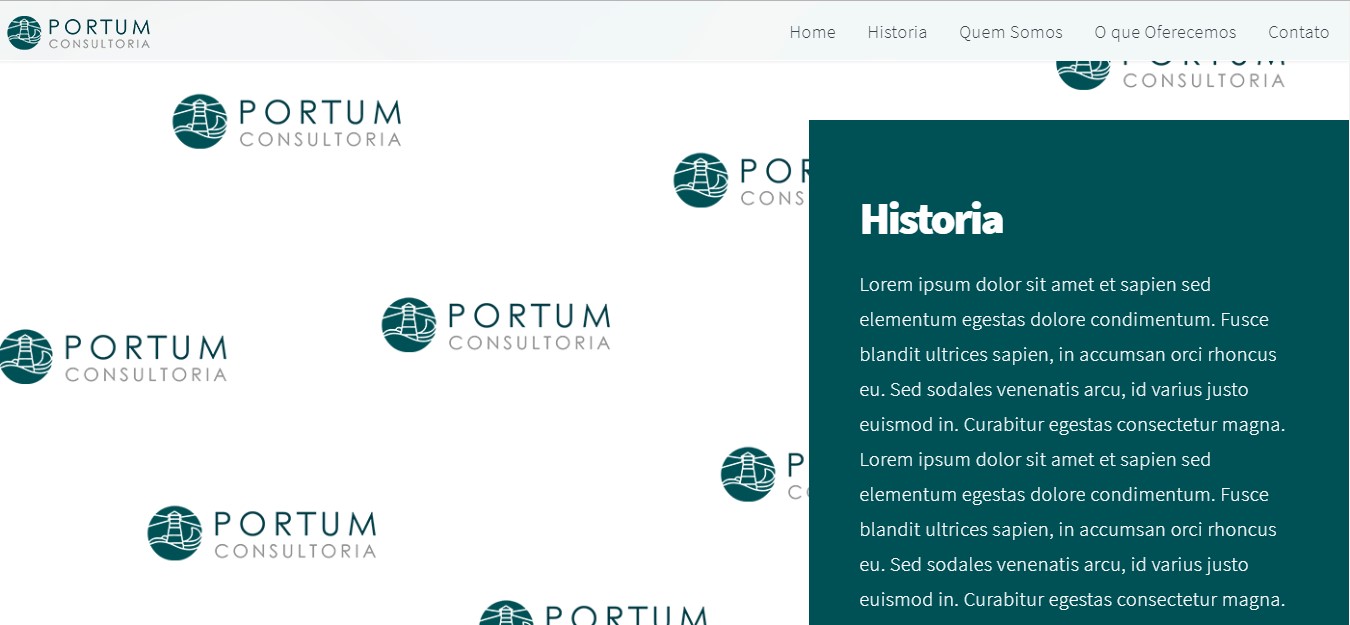 PORTUM
CONSULTORIA
Home Historia Quem Somos O que Oferecemos Contato
PORTUM
CONSULTORIA
PORTUM
CONSULTORIA
POR
CONS
PORTUM
CONSULTORIA
PORTUM
CONSULTORIA
P
C
PORTUM
CONSULTORIA
PORTUM
Historia
Lorem ipsum dolor sit amet et sapien sed
elementum egestas dolore condimentum. Fusce
blandit ultrices sapien, in accumsan orci rhoncus
eu. Sed sodales venenatis arcu, id varius justo
euismod in. Curabitur egestas consectetur magna.
Lorem ipsum dolor sit amet et sapien sed
elementum egestas dolore condimentum. Fusce
blandit ultrices sapien, in accumsan orci rhoncus
eu. Sed sodales venenatis arcu, id varius justo
euismod in. Curabitur egestas consectetur magna.